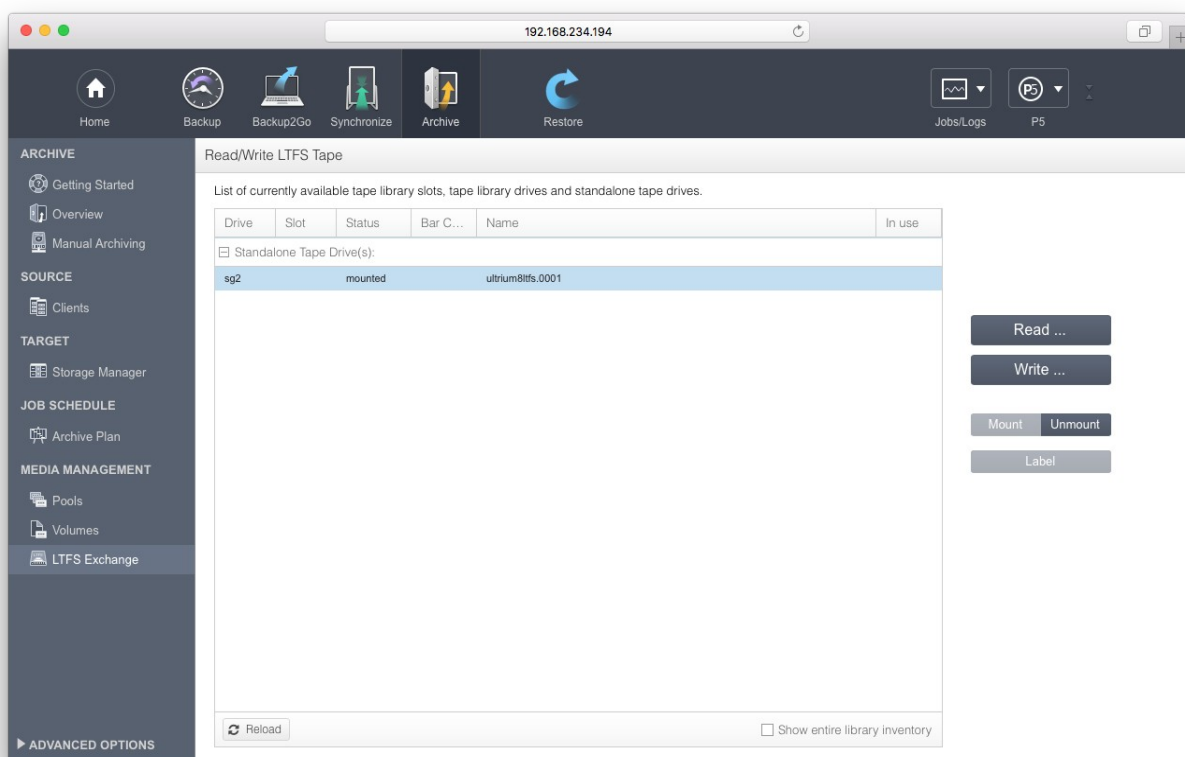 192.168.234.194
Home
Backup
Backup2Go
Synchronize
Archive
Restore
Jobs/Logs
P5
P5
ARCHIVE
Getting Started
Overview
Manual Archiving
SOURCE
Clients
TARGET
Storage Manager
JOB SCHEDULE
Archive Plan
MEDIA MANAGEMENT
Pools
Volumes
LTFS Exchange
ADVANCED OPTIONS
Read/Write LTFS Tape
List of currently available tape library slots, tape library drives and standalone tape drives.
Drive Slot Status Bar C... Name In use
Standalone Tape Drive(s):
sg2 mounted ultrium8ltfs.0001
Read ...
Write ...
Mount Unmount
Label
Reload
Show entire library inventory